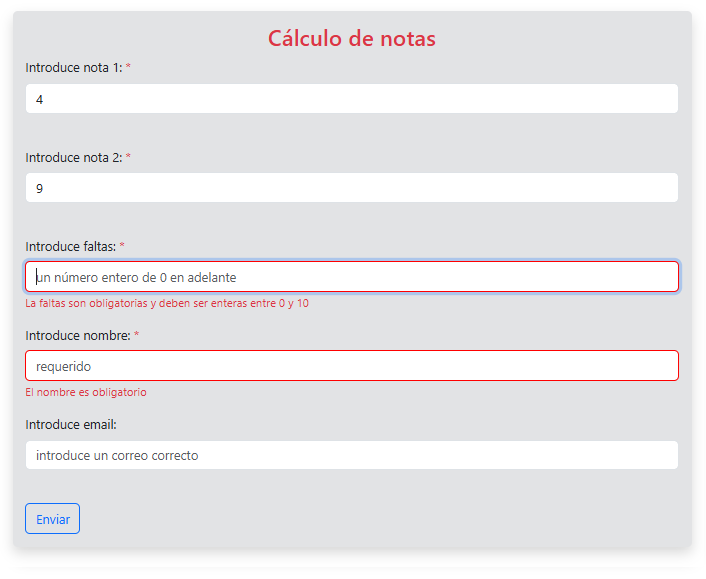 Cálculo de notas
Introduce nota 1: *
4
Introduce nota 2: *
9
Introduce faltas: *
un número entero de 0 en adelante
La faltas son obligatorias y deben ser enteras entre 0 y 10
Introduce nombre: *
requerido
El nombre es obligatorio
Introduce email:
introduce un correo correcto
Enviar